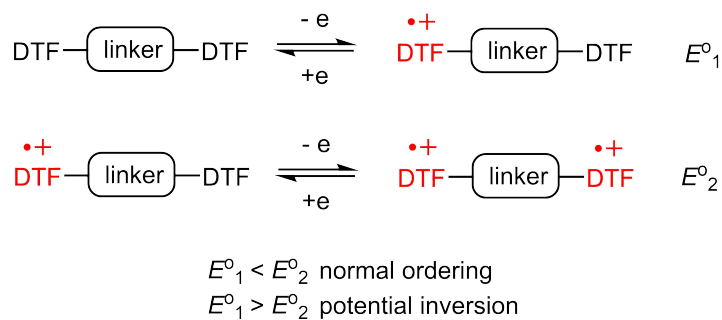 DTF linker DTF - e +e •+ DTF linker DTF E°1
•+ DTF linker DTF - e +e •+ DTF linker •+ DTF E°2
E°1 < E°2 normal ordering
E°1 > E°2 potential inversion